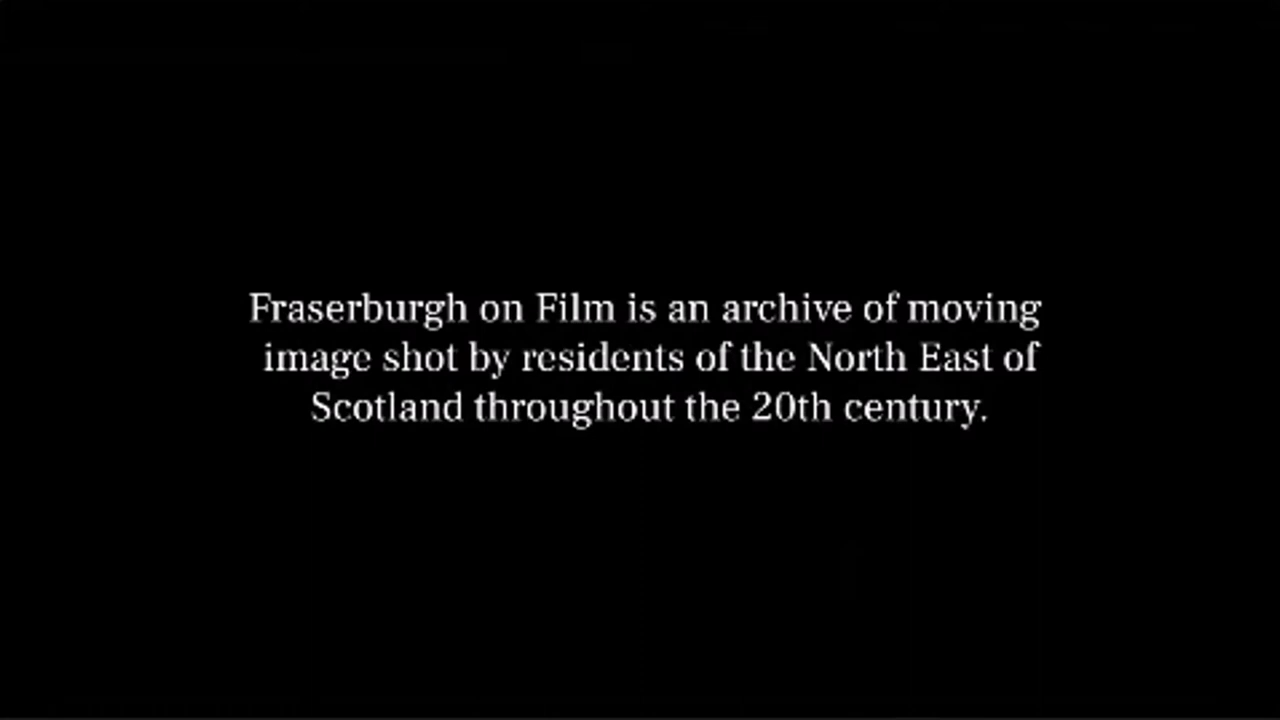 Fraserburgh on Film is an archive of moving
image shot by residents of the North East of
Scotland throughout the 20th century.